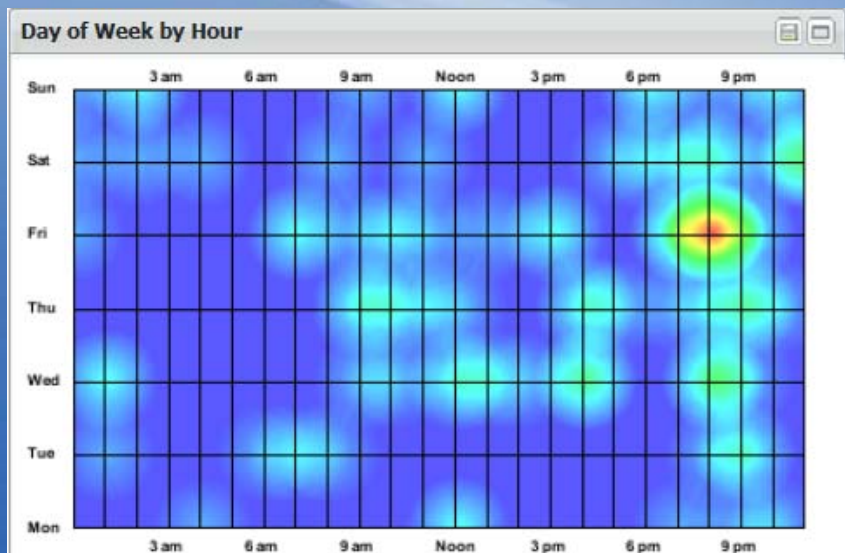 Day of Week by Hour
3 am 6 am 9 am Noon 3 pm 6 pm 9 pm
Sun
Sat
Fri
Thu
Wed
Tue
Mon
3 am 6 am 9 am Noon 3 pm 6 pm 9 pm